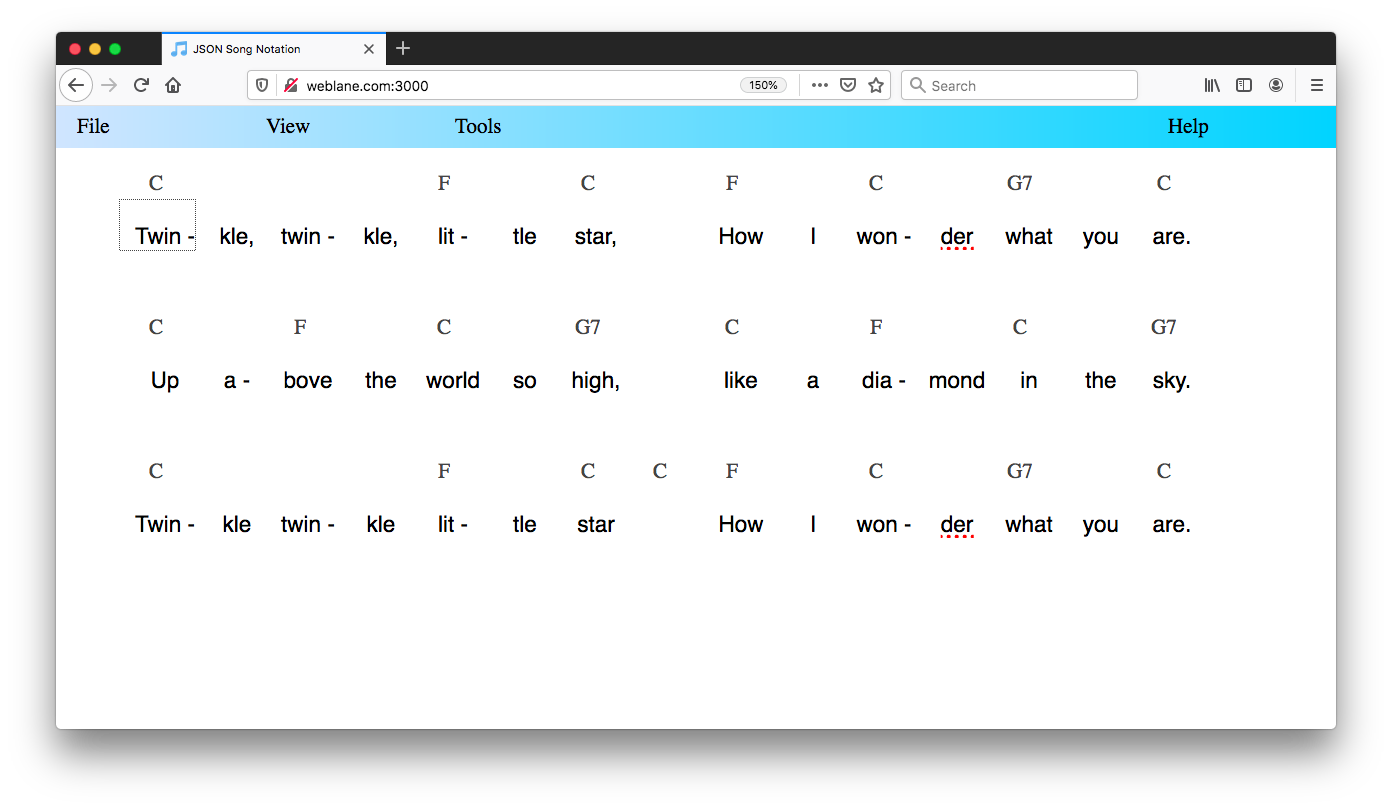 JSON Song Notation
weblane.com:3000 150% Search
File View Tools Help
C F C F C G7 C
Twin - kle, twin - kle, lit - tle star, How I won - der what you are.
C F C G7 C F C G7
Up a - bove the world so high, like a dia - mond in the sky.
C F C C F C G7 C
Twin - kle twin - kle lit - tle star How I won - der what you are.